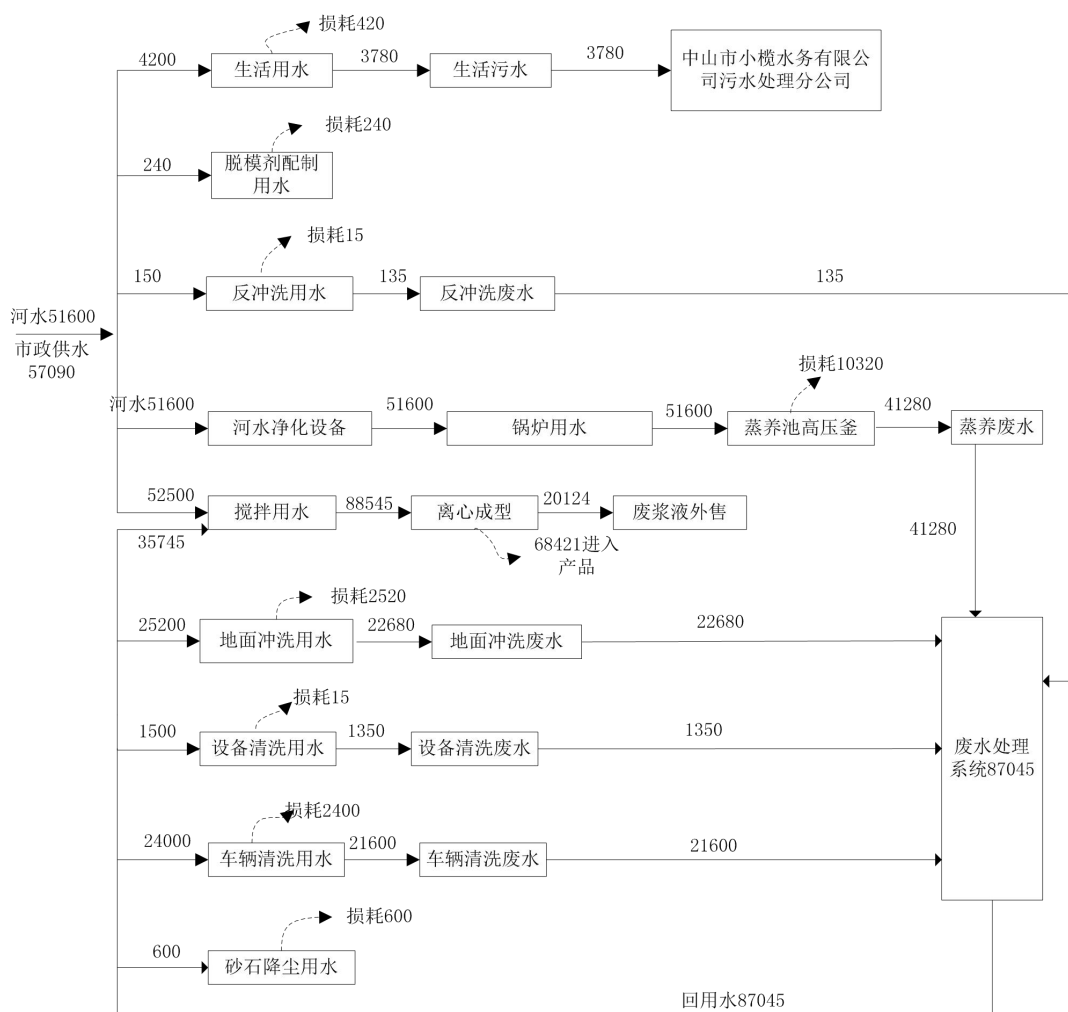 损耗420
4200
生活用水
3780
生活污水
3780
中山市小榄水务有限公
司污水处理分公司
损耗240
240
脱模剂配制
用水
损耗15
150
反冲洗用水
135
反冲洗废水
135
河水51600
市政供水
57090
河水51600
河水净化设备
51600
锅炉用水
51600
损耗10320
蒸养池高压釜
41280
蒸养废水
41280
52500
35745
搅拌用水
88545
离心成型
20124
废浆液外售
68421进入
产品
损耗2520
25200
地面冲洗用水
22680
地面冲洗废水
22680
损耗15
1500
设备清洗用水
1350
设备清洗废水
1350
废水处理
系统87045
损耗2400
24000
车辆清洗用水
21600
车辆清洗废水
21600
损耗600
600
砂石降尘用水
回用水87045